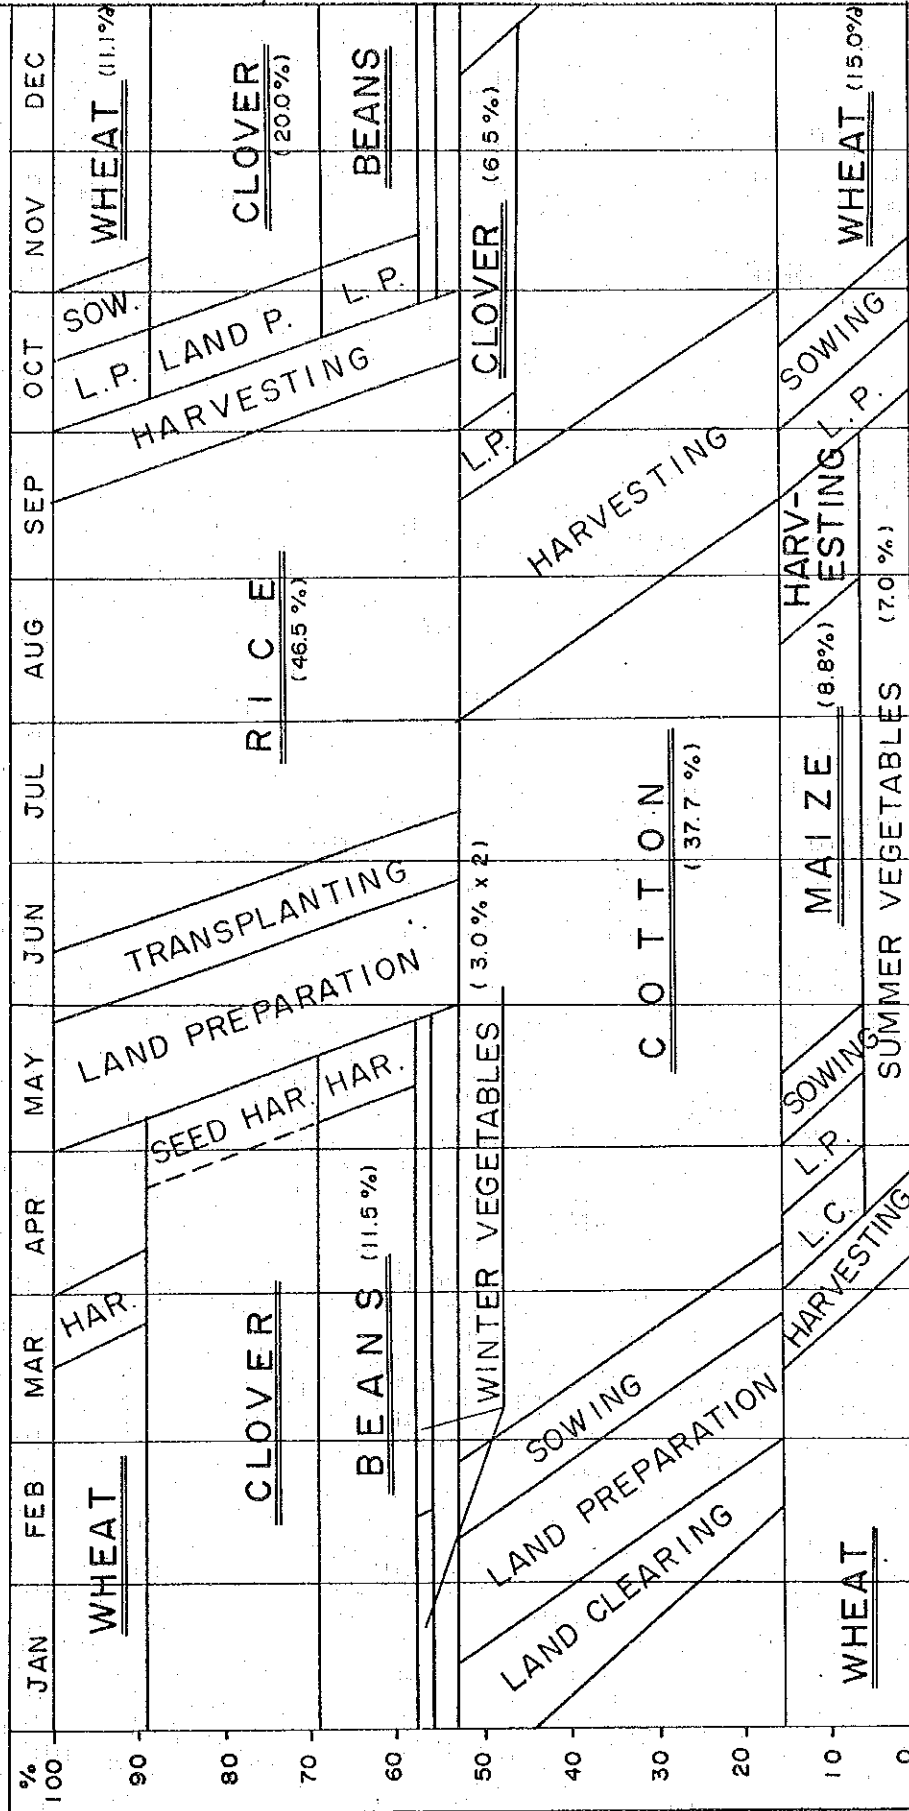 %
JAN FEB MAR APR MAY JUN JUL AUG SEP OCT NOV DEC
100
90
80
70
60
50
40
30
20
10
0
WHEAT
HAR.
L.P.
SOW.
WHEAT (11.1%)
CLOVER
SEED HAR.
LAND PREPARATION
TRANSPLANTING
RICE
(46.5 %)
HARVESTING
LAND P.
CLOVER
(20.0%)
BEANS (11.5%)
HAR.
L. P.
BEANS
WINTER VEGETABLES (3.0% x 2)
L.P.
CLOVER (6 5 %)
LAND CLEARING
LAND PREPARATION
SOWING
COTTON
(37.7 %)
HARVESTING
WHEAT
HARVESTING
L.C.
L.P.
SOWING
MAIZE (8.8%)
HARV-
ESTING
L. P.
SOWING
WHEAT (15.0%)
SUMMER VEGETABLES (7.0 %)